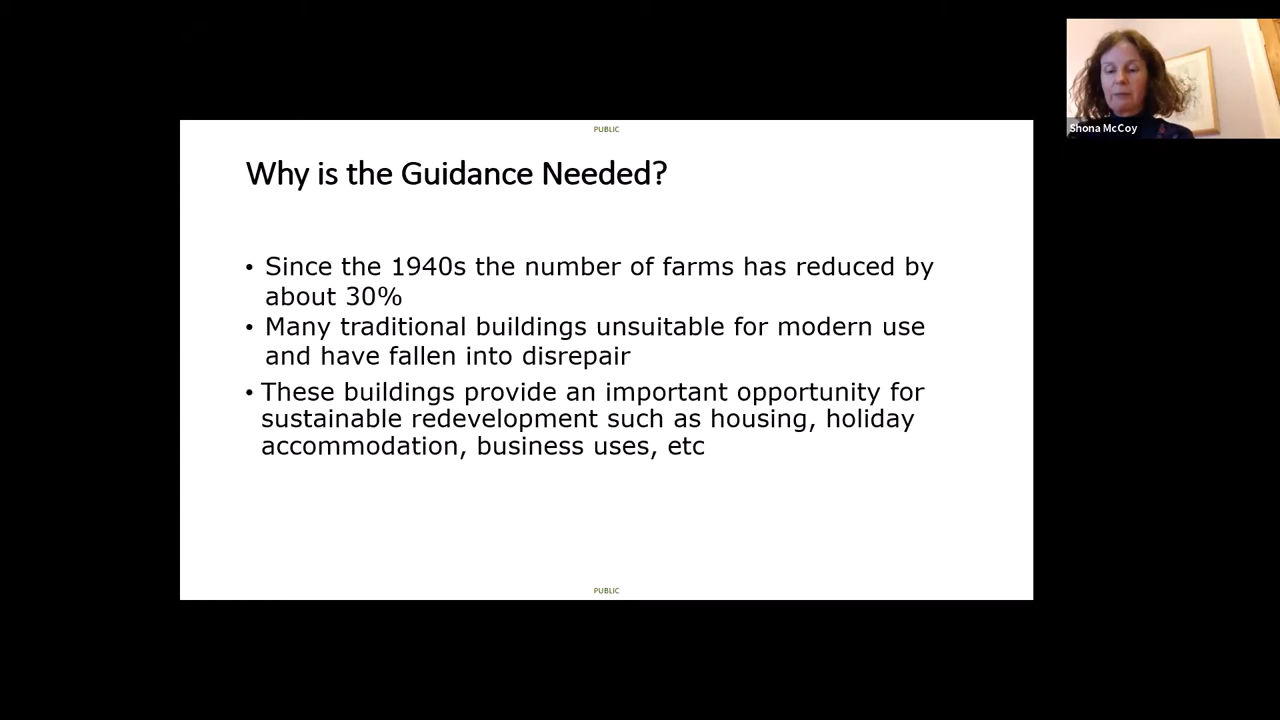 PUBLIC
Shona McCoy
Why is the Guidance Needed?
• Since the 1940s the number of farms has reduced by
about 30%
• Many traditional buildings unsuitable for modern use
and have fallen into disrepair
• These buildings provide an important opportunity for
sustainable redevelopment such as housing, holiday
accommodation, business uses, etc
PUBLIC